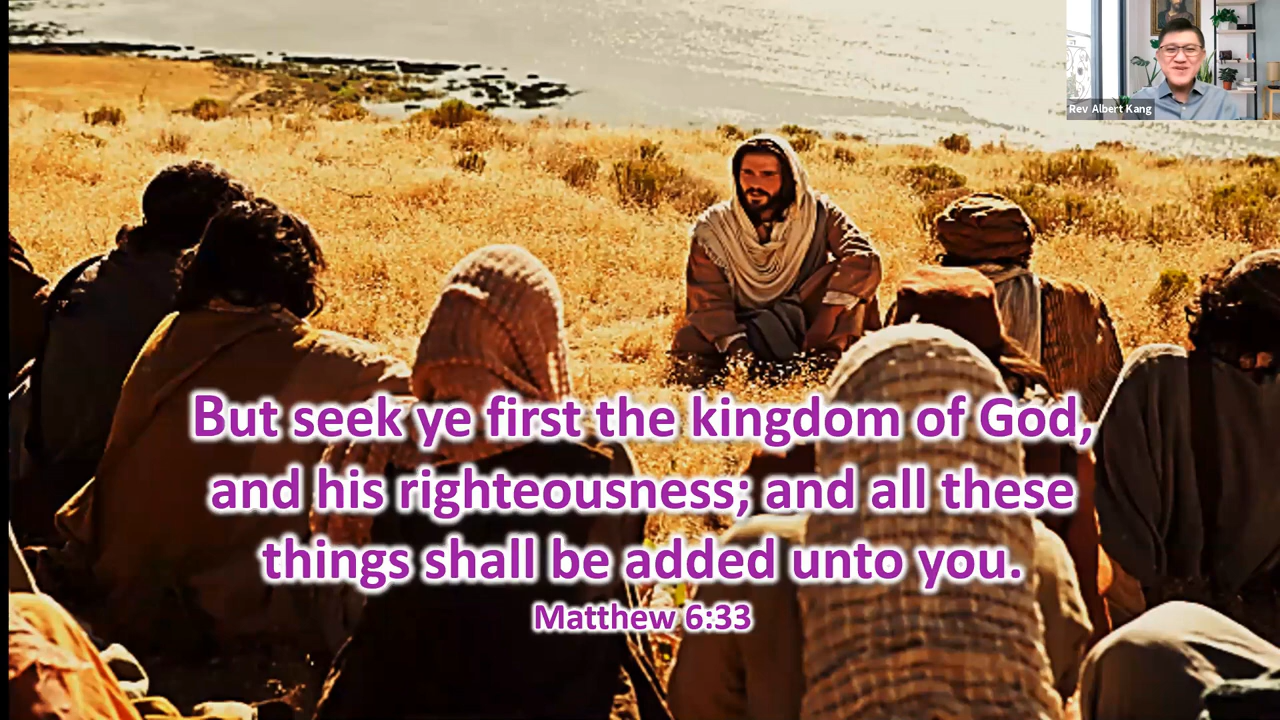 Rev Albert Kang
But seek ye first the kingdom of God,
and his righteousness; and all these
things shall be added unto you.
Matthew 6:33